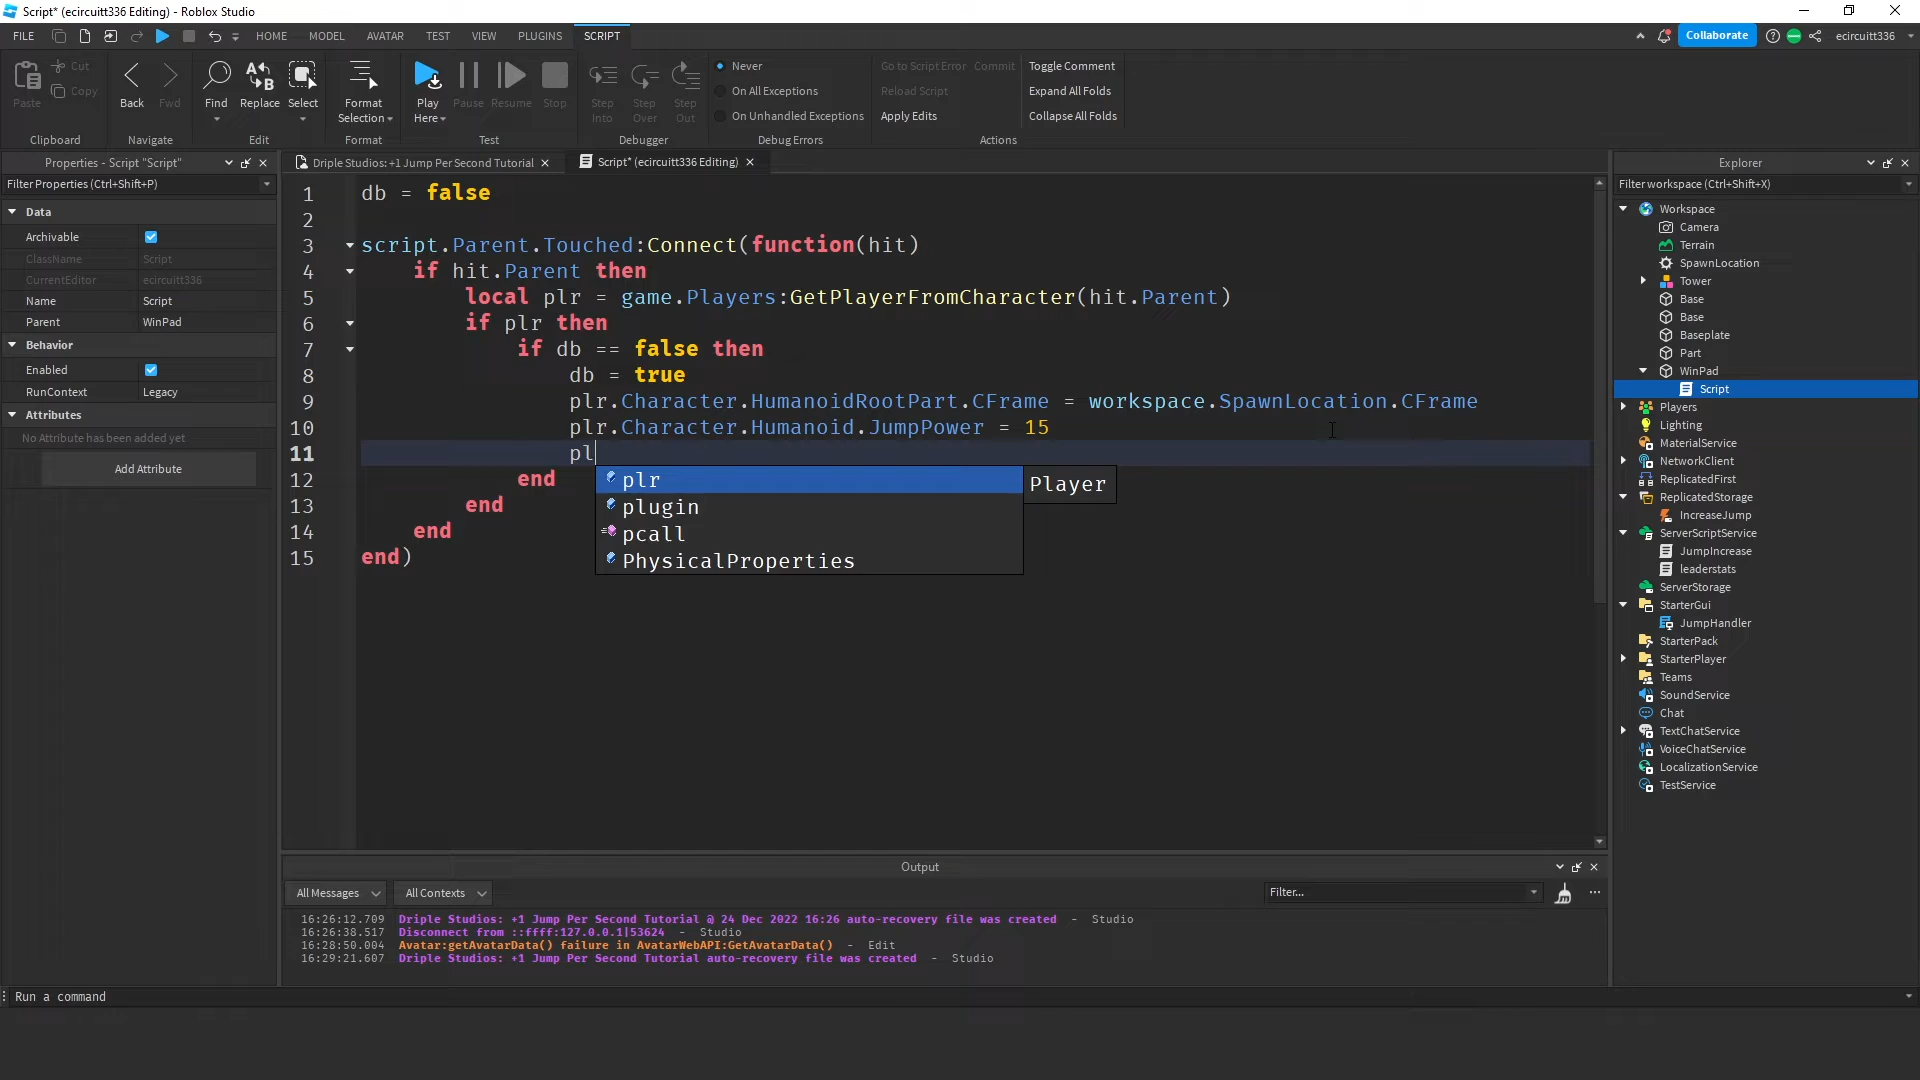 Script* (ecircuitt336 Editing) - Roblox Studio
FILE HOME MODEL AVATAR TEST VIEW PLUGINS SCRIPT Collaborate ecircuitt336
Paste Cut Copy Clipboard
Back Fwd Navigate
Find Replace Select Edit
Format Selection Format
Play Here Pause Resume Stop Test
Step Into Step Over Step Out Debugger
Never
On All Exceptions
On Unhandled Exceptions
Debug Errors
Go to Script Error Commit
Reload Script
Apply Edits
Toggle Comment
Expand All Folds
Collapse All Folds
Actions
Properties - Script "Script"
Filter Properties (Ctrl+Shift+P)
Data
Archivable
ClassName Script
CurrentEditor ecircuitt336
Name Script
Parent WinPad
Behavior
Enabled
RunContext Legacy
Attributes
No Attribute has been added yet
Add Attribute
Driple Studios: +1 Jump Per Second Tutorial
Script* (ecircuitt336 Editing)
1 db = false
2
3 script.Parent.Touched:Connect(function(hit)
4 if hit.Parent then
5 local plr = game.Players:GetPlayerFromCharacter(hit.Parent)
6 if plr then
7 if db == false then
8 db = true
9 plr.Character.HumanoidRootPart.CFrame = workspace.SpawnLocation.CFrame
10 plr.Character.Humanoid.JumpPower = 15
11 pl
12 end
13 end
14 end
15 end)
plr
plugin
pcall
PhysicalProperties
Player
Output
All Messages All Contexts Filter...
16:26:12.709 Driple Studios: +1 Jump Per Second Tutorial @ 24 Dec 2022 16:26 auto-recovery file was created - Studio
16:26:38.517 Disconnect from ::ffff:127.0.0.1|53624 - Studio
16:28:50.004 Avatar:getAvatarData() failure in AvatarWebAPI:GetAvatarData() - Edit
16:29:21.607 Driple Studios: +1 Jump Per Second Tutorial auto-recovery file was created - Studio
Run a command
Explorer
Filter workspace (Ctrl+Shift+X)
Workspace
Camera
Terrain
SpawnLocation
Tower
Base
Base
Baseplate
Part
WinPad
Script
Players
Lighting
MaterialService
NetworkClient
ReplicatedFirst
ReplicatedStorage
IncreaseJump
ServerScriptService
JumpIncrease
leaderstats
ServerStorage
StarterGui
JumpHandler
StarterPack
StarterPlayer
Teams
SoundService
Chat
TextChatService
VoiceChatService
LocalizationService
TestService